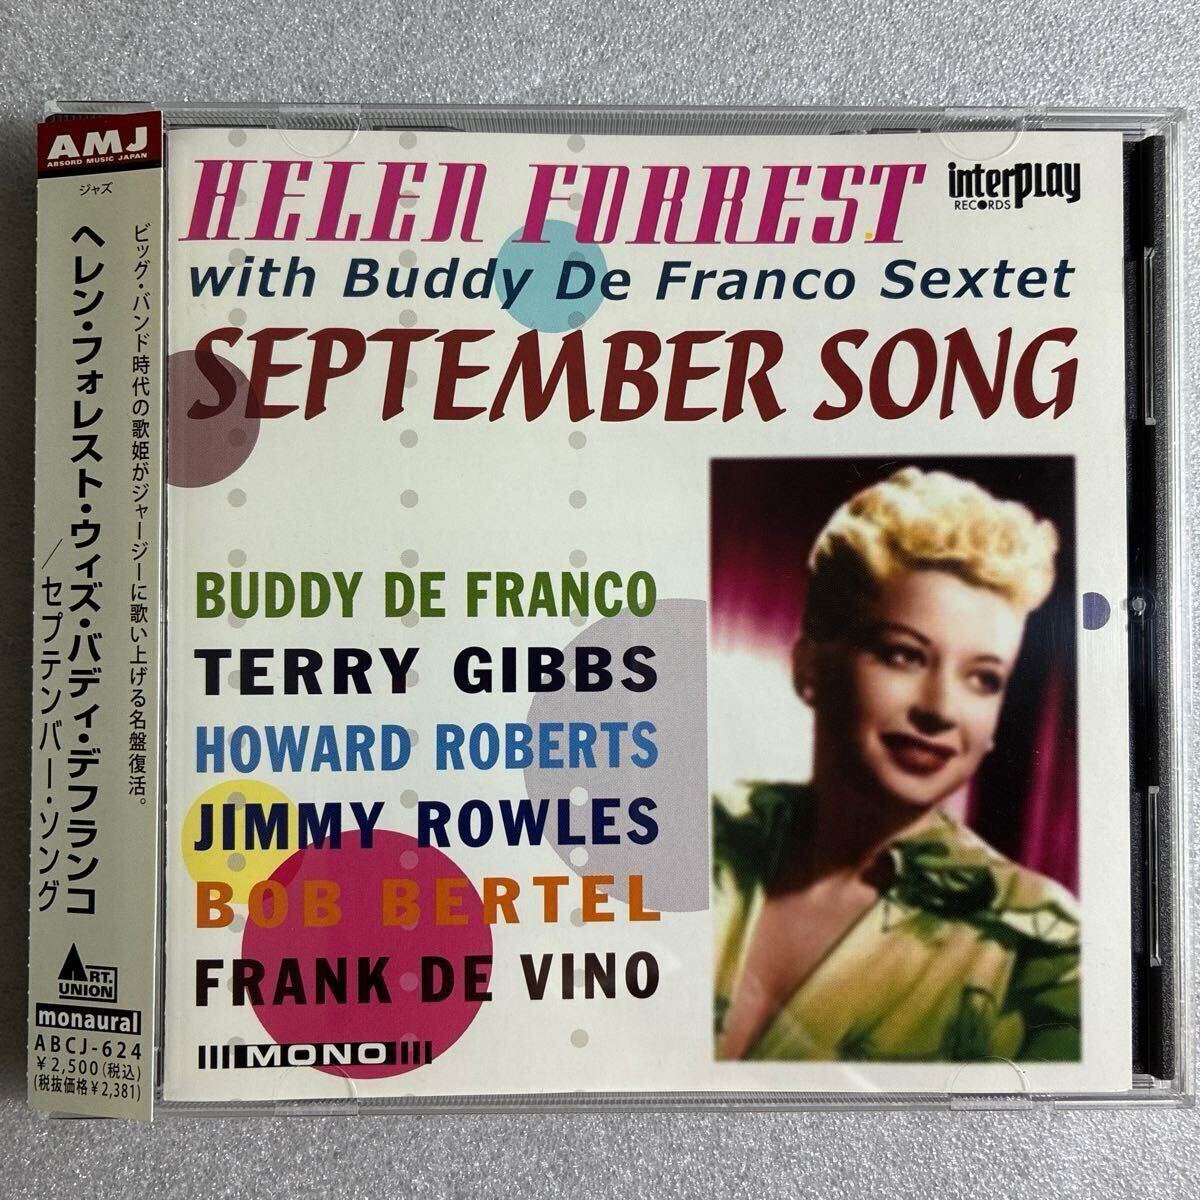 AMJ
ABSORD MUSIC JAPAN
ジャズ
ビッグ・バンド時代の歌姫がジャージーに歌い上げる名盤復活。
ヘレン・フォレスト・ウィズ・バディ・デフランコ
/セプテンバー・ソング
ART.
UNION
monaural
ABCJ-624
¥2,500(税込)
(税抜価格¥2,381)
HELEN FORREST
interplay
RECORDS
with Buddy De Franco Sextet
SEPTEMBER SONG
BUDDY DE FRANCO
TERRY GIBBS
HOWARD ROBERTS
JIMMY ROWLES
BOB BERTEL
FRANK DE VINO
MONO